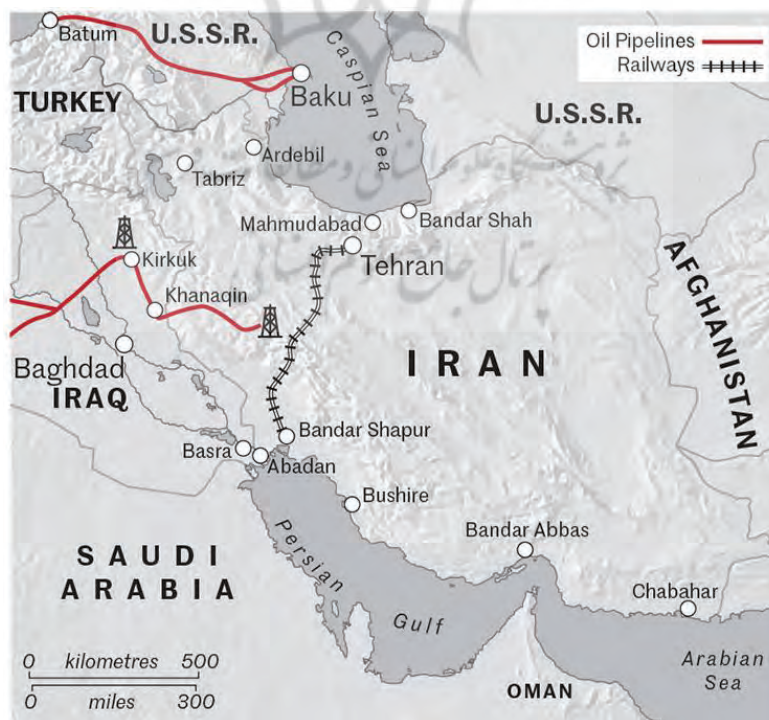 Batum
U.S.S.R.
Oil Pipelines
Railways
Caspian Sea
Baku
TURKEY
U.S.S.R.
Ardebil
Tabriz
Mahmudabad
Bandar Shah
Tehran
Kirkuk
Khanaqin
AFGHANISTAN
Baghdad
IRAQ
IRAN
Bandar Shapur
Basra
Abadan
Bushire
Persian
Gulf
Bandar Abbas
SAUDI
ARABIA
Chabahar
0 kilometres 500
0 miles 300
OMAN
Arabian
Sea